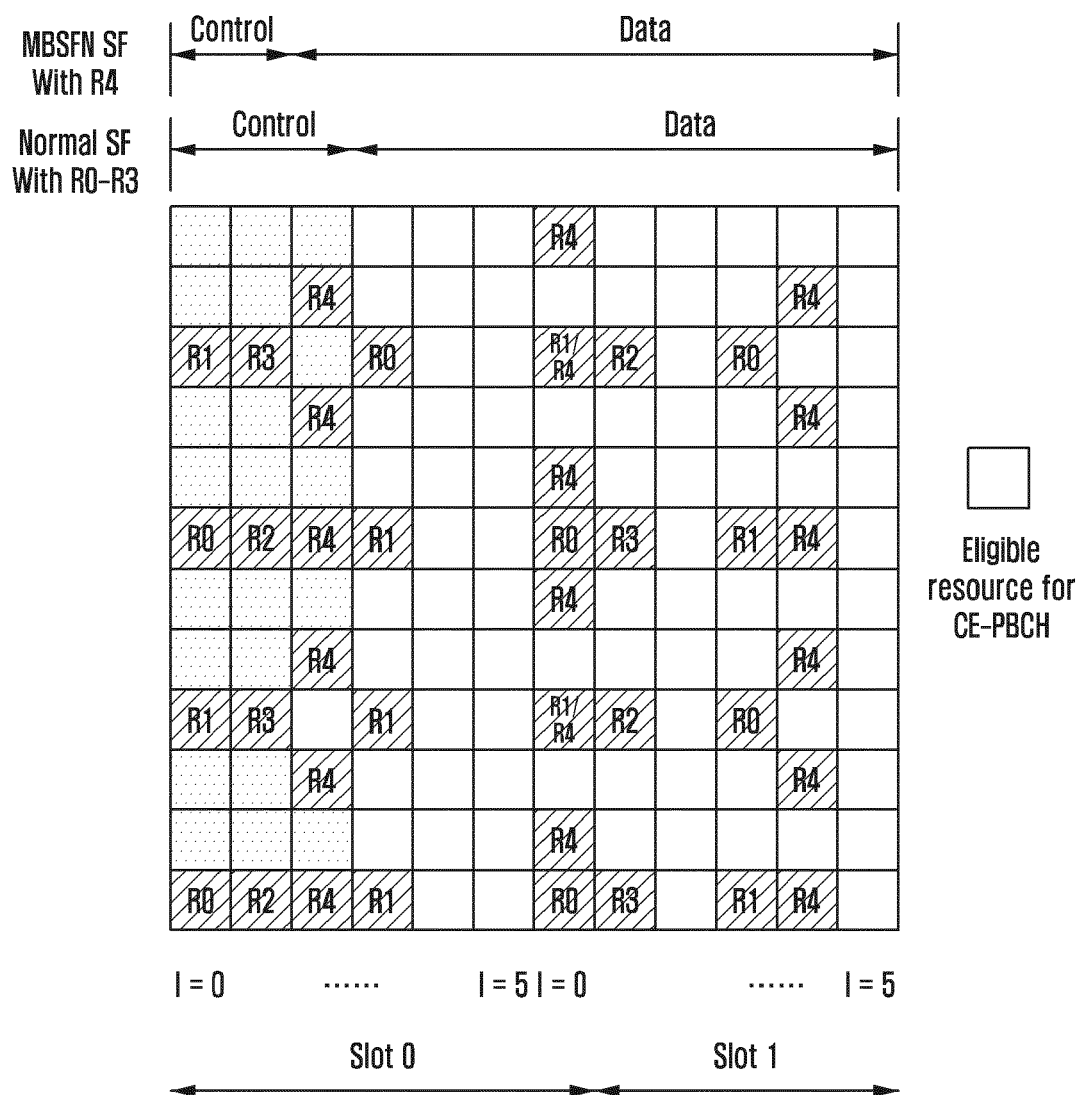 Control
Data
MBSFN SF
With R4
Control
Data
Normal SF
With R0-R3
R4
R4 R4
R1 R3 R0 R1/ R4 R2 R0
R4 R4
R4
R0 R2 R4 R1 R0 R3 R1 R4
R4
R4 R4
R1 R3 R1 R1/ R4 R2 R0
R4 R4
R4
R0 R2 R4 R1 R0 R3 R1 R4
Eligible
resource for
CE-PBCH
l = 0 ...... l = 5 l = 0 ...... l = 5
Slot 0 Slot 1